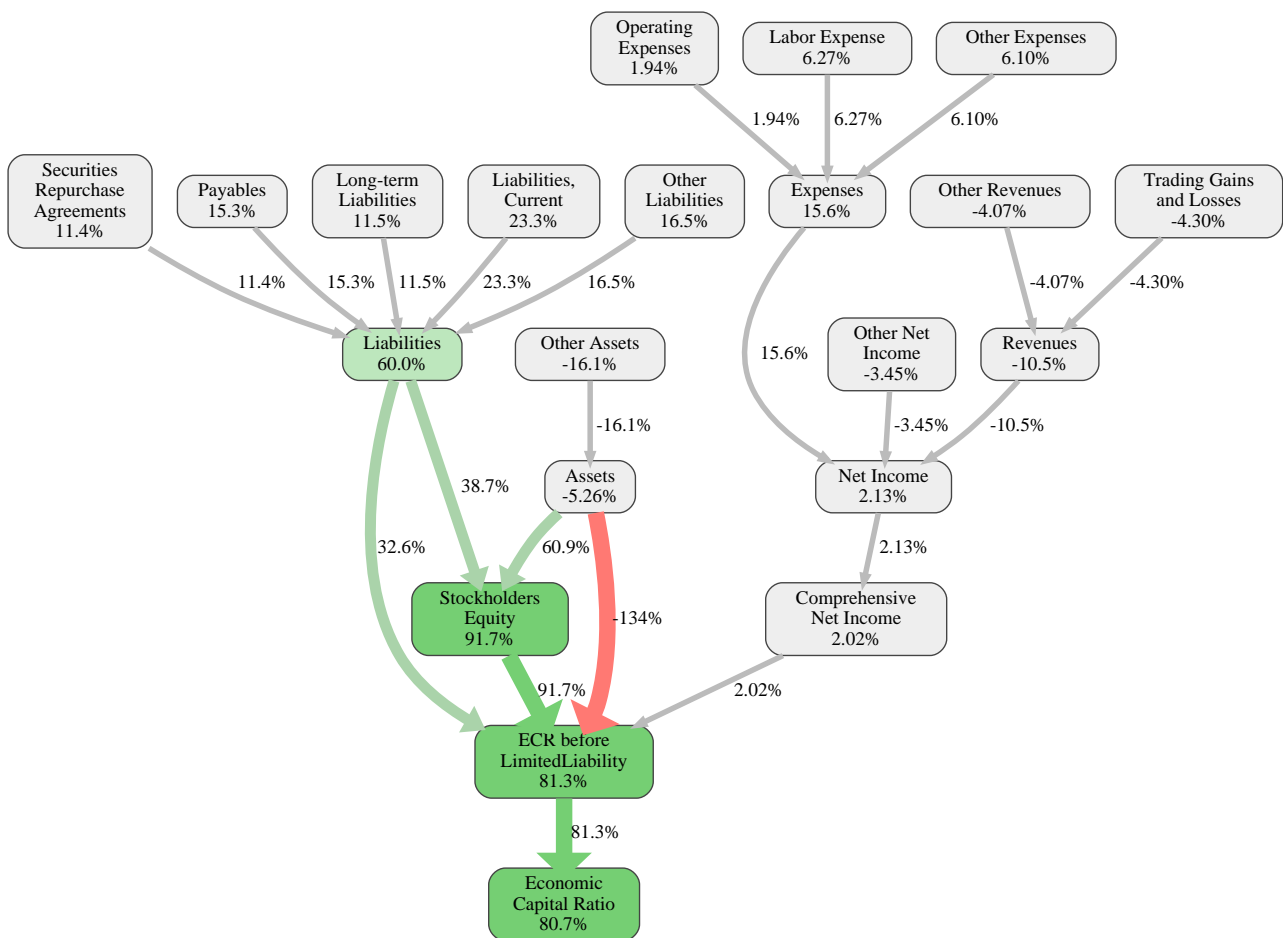 Operating
Expenses
1.94%
Labor Expense
6.27%
Other Expenses
6.10%
1.94%
6.27%
6.10%
Securities
Repurchase
Agreements
11.4%
Payables
15.3%
Long-term
Liabilities
11.5%
Liabilities,
Current
23.3%
Other
Liabilities
16.5%
Expenses
15.6%
Other Revenues
-4.07%
Trading Gains
and Losses
-4.30%
11.4%
15.3%
11.5%
23.3%
16.5%
-4.07%
-4.30%
Liabilities
60.0%
Other Assets
-16.1%
15.6%
Other Net
Income
-3.45%
Revenues
-10.5%
-16.1%
-3.45%
-10.5%
Assets
-5.26%
Net Income
2.13%
38.7%
32.6%
60.9%
2.13%
Stockholders
Equity
91.7%
-134%
Comprehensive
Net Income
2.02%
91.7%
2.02%
ECR before
LimitedLiability
81.3%
81.3%
Economic
Capital Ratio
80.7%